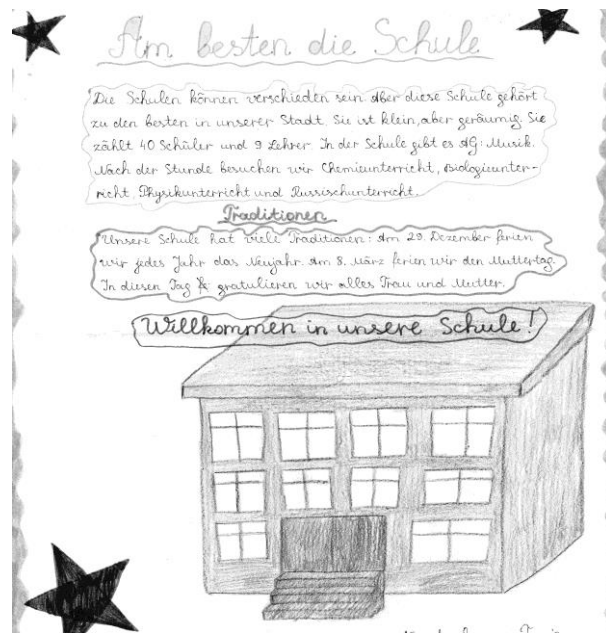 Am besten die Schule
Die Schulen können verschieden sein. Aber diese Schule gehört
zu den besten in unserer Stadt. Sie ist klein, aber geräumig. Sie
zählt 40 Schüler und 9 Lehrer. In der Schule gibt es AG: Musik.
Nach der Stunde besuchen wir Chemieunterricht, Biologieunter-
richt, Physikunterricht und Russischunterricht.
Traditionen
Unsere Schule hat viele Traditionen: Am 29. Dezember ferien
wir jedes Jahr das Neujahr. Am 8. März ferien wir den Muttertag.
In diesen Tag gratulieren wir alles Frau und Mutter.
Willkommen in unsere Schule!